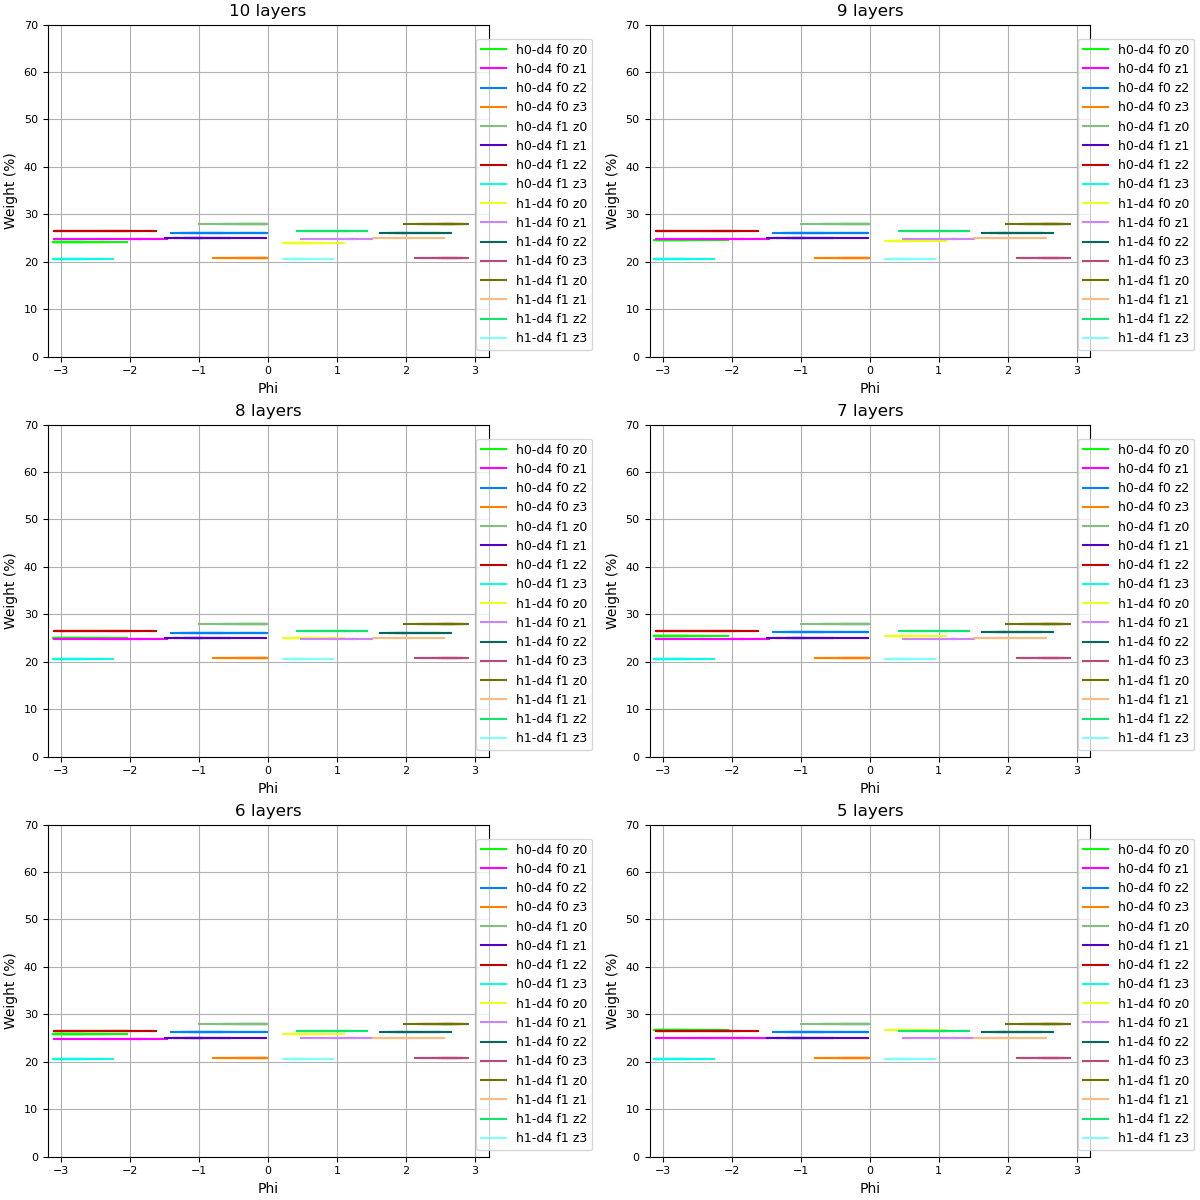 10 layers
70
60
50
40
30
20
10
0
Weight (%)
−3 −2 −1 0 1 2 3
Phi
h0-d4 f0 z0
h0-d4 f0 z1
h0-d4 f0 z2
h0-d4 f0 z3
h0-d4 f1 z0
h0-d4 f1 z1
h0-d4 f1 z2
h0-d4 f1 z3
h1-d4 f0 z0
h1-d4 f0 z1
h1-d4 f0 z2
h1-d4 f0 z3
h1-d4 f1 z0
h1-d4 f1 z1
h1-d4 f1 z2
h1-d4 f1 z3
9 layers
70
60
50
40
30
20
10
0
Weight (%)
−3 −2 −1 0 1 2 3
Phi
h0-d4 f0 z0
h0-d4 f0 z1
h0-d4 f0 z2
h0-d4 f0 z3
h0-d4 f1 z0
h0-d4 f1 z1
h0-d4 f1 z2
h0-d4 f1 z3
h1-d4 f0 z0
h1-d4 f0 z1
h1-d4 f0 z2
h1-d4 f0 z3
h1-d4 f1 z0
h1-d4 f1 z1
h1-d4 f1 z2
h1-d4 f1 z3
8 layers
70
60
50
40
30
20
10
0
Weight (%)
−3 −2 −1 0 1 2 3
Phi
h0-d4 f0 z0
h0-d4 f0 z1
h0-d4 f0 z2
h0-d4 f0 z3
h0-d4 f1 z0
h0-d4 f1 z1
h0-d4 f1 z2
h0-d4 f1 z3
h1-d4 f0 z0
h1-d4 f0 z1
h1-d4 f0 z2
h1-d4 f0 z3
h1-d4 f1 z0
h1-d4 f1 z1
h1-d4 f1 z2
h1-d4 f1 z3
7 layers
70
60
50
40
30
20
10
0
Weight (%)
−3 −2 −1 0 1 2 3
Phi
h0-d4 f0 z0
h0-d4 f0 z1
h0-d4 f0 z2
h0-d4 f0 z3
h0-d4 f1 z0
h0-d4 f1 z1
h0-d4 f1 z2
h0-d4 f1 z3
h1-d4 f0 z0
h1-d4 f0 z1
h1-d4 f0 z2
h1-d4 f0 z3
h1-d4 f1 z0
h1-d4 f1 z1
h1-d4 f1 z2
h1-d4 f1 z3
6 layers
70
60
50
40
30
20
10
0
Weight (%)
−3 −2 −1 0 1 2 3
Phi
h0-d4 f0 z0
h0-d4 f0 z1
h0-d4 f0 z2
h0-d4 f0 z3
h0-d4 f1 z0
h0-d4 f1 z1
h0-d4 f1 z2
h0-d4 f1 z3
h1-d4 f0 z0
h1-d4 f0 z1
h1-d4 f0 z2
h1-d4 f0 z3
h1-d4 f1 z0
h1-d4 f1 z1
h1-d4 f1 z2
h1-d4 f1 z3
5 layers
70
60
50
40
30
20
10
0
Weight (%)
−3 −2 −1 0 1 2 3
Phi
h0-d4 f0 z0
h0-d4 f0 z1
h0-d4 f0 z2
h0-d4 f0 z3
h0-d4 f1 z0
h0-d4 f1 z1
h0-d4 f1 z2
h0-d4 f1 z3
h1-d4 f0 z0
h1-d4 f0 z1
h1-d4 f0 z2
h1-d4 f0 z3
h1-d4 f1 z0
h1-d4 f1 z1
h1-d4 f1 z2
h1-d4 f1 z3